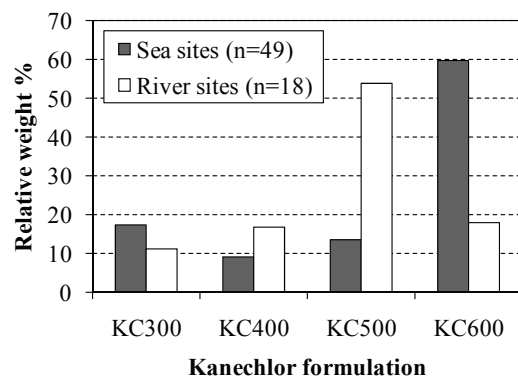 Relative weight %
70
60
50
40
30
20
10
0
Sea sites (n=49)
River sites (n=18)
KC300 KC400 KC500 KC600
Kanechlor formulation